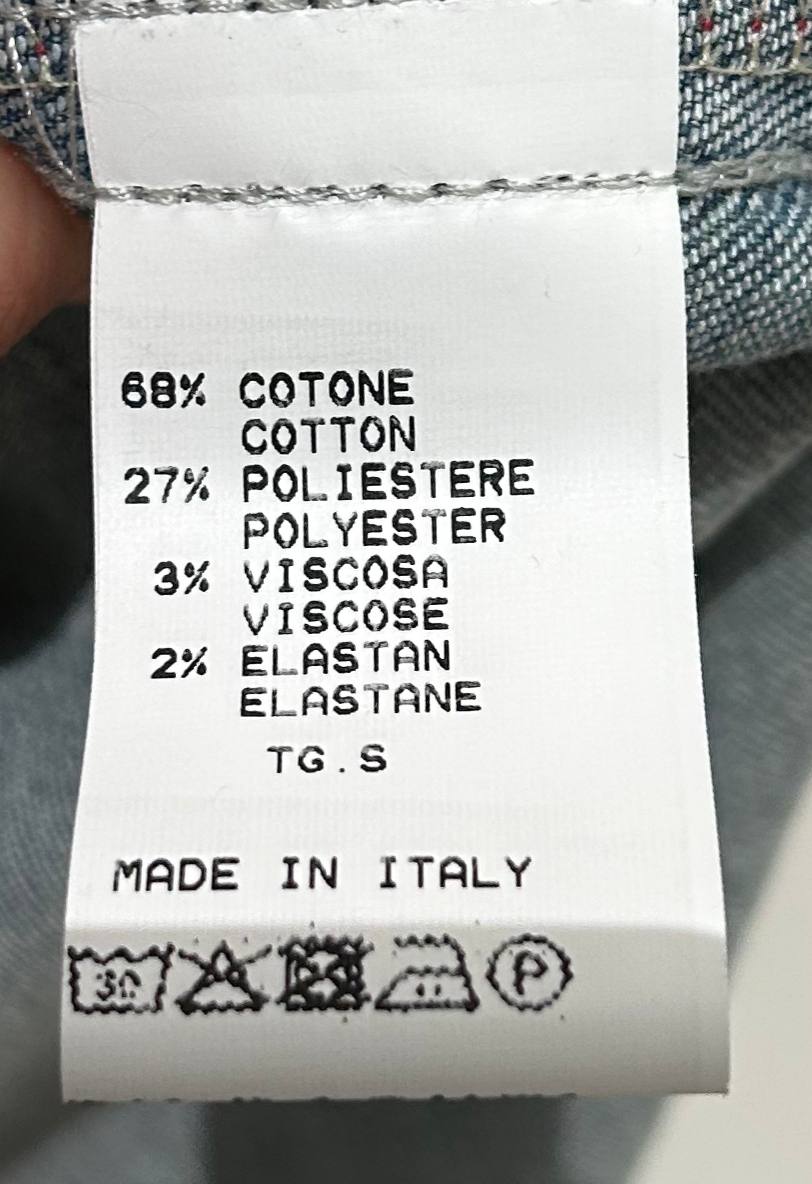 68% COTONE
COTTON
27% POLIESTERE
POLYESTER
3% VISCOSA
VISCOSE
2% ELASTAN
ELASTANE
TG.S
MADE IN ITALY
30 P